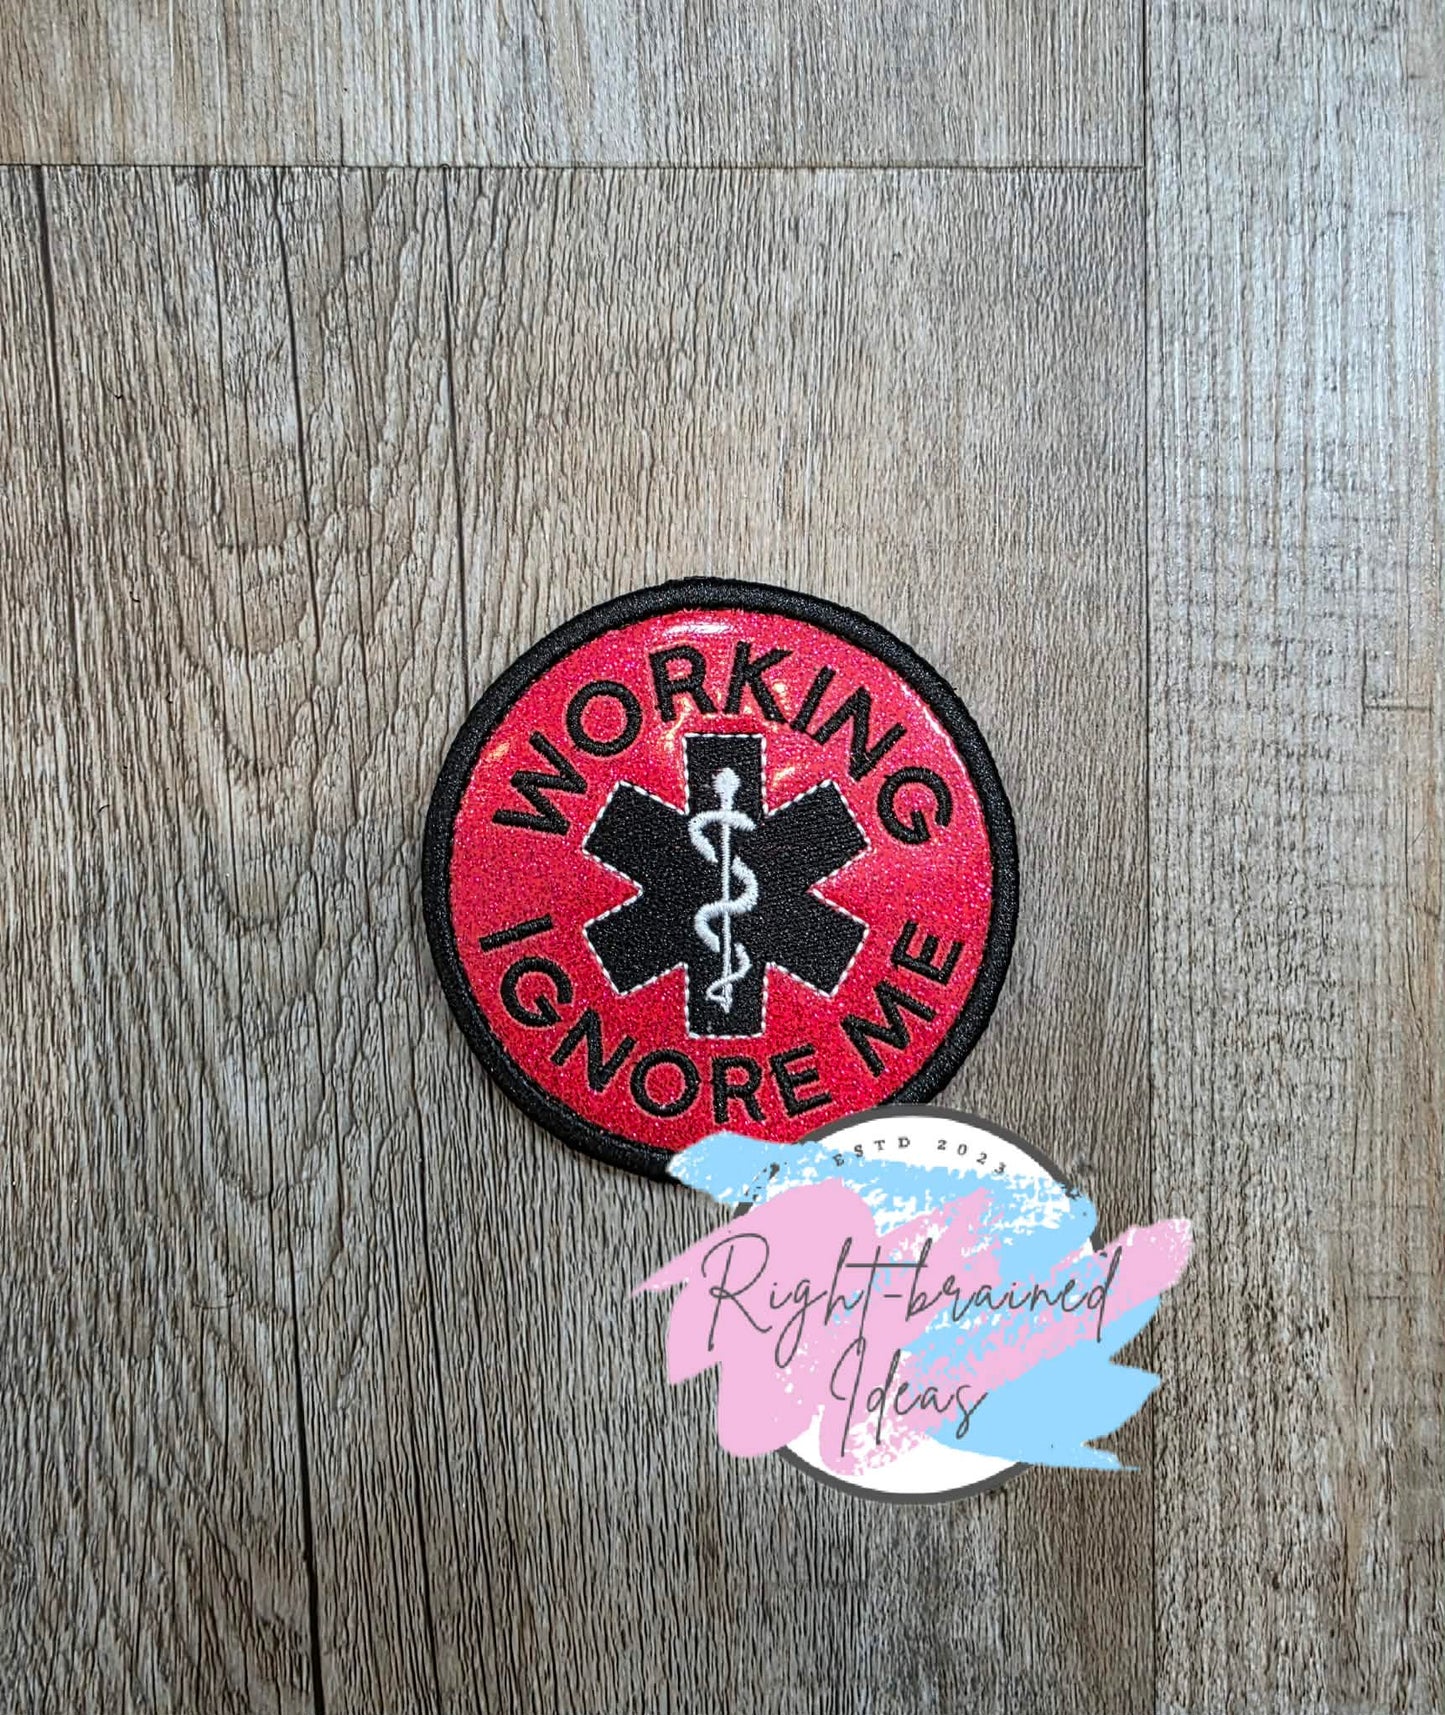 WORKING
IGNORE ME
ESTD 2023
Right-brained
Ideas